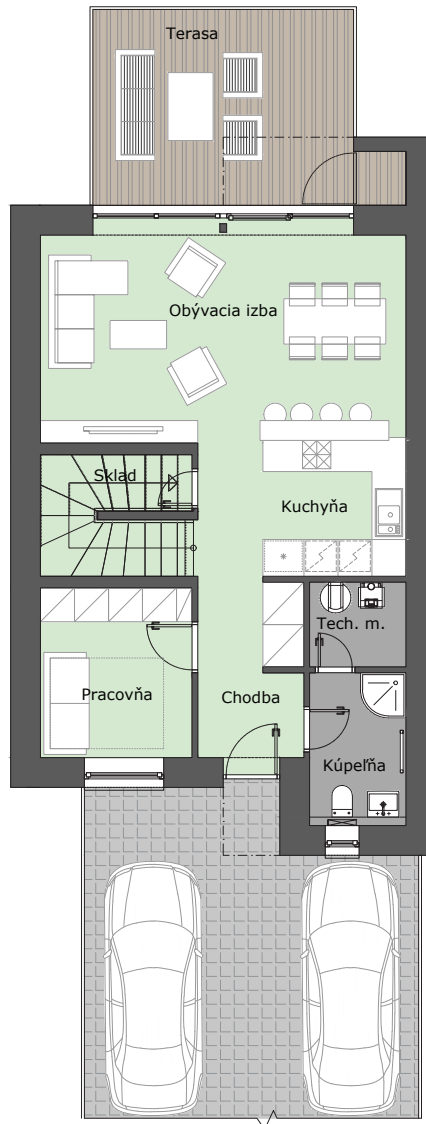 Terasa
Obývacia izba
Sklad
Kuchyňa
Tech. m.
Pracovňa
Chodba
Kúpeľňa